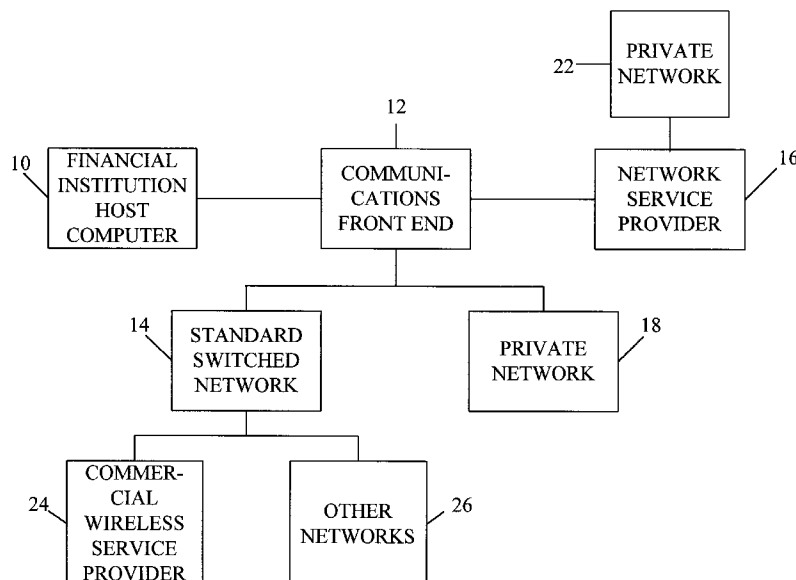 PRIVATE
NETWORK
22
12
10
FINANCIAL
INSTITUTION
HOST
COMPUTER
COMMUNI-
CATIONS
FRONT END
NETWORK
SERVICE
PROVIDER
16
14
STANDARD
SWITCHED
NETWORK
PRIVATE
NETWORK
18
24
COMMER-
CIAL
WIRELESS
SERVICE
PROVIDER
OTHER
NETWORKS
26